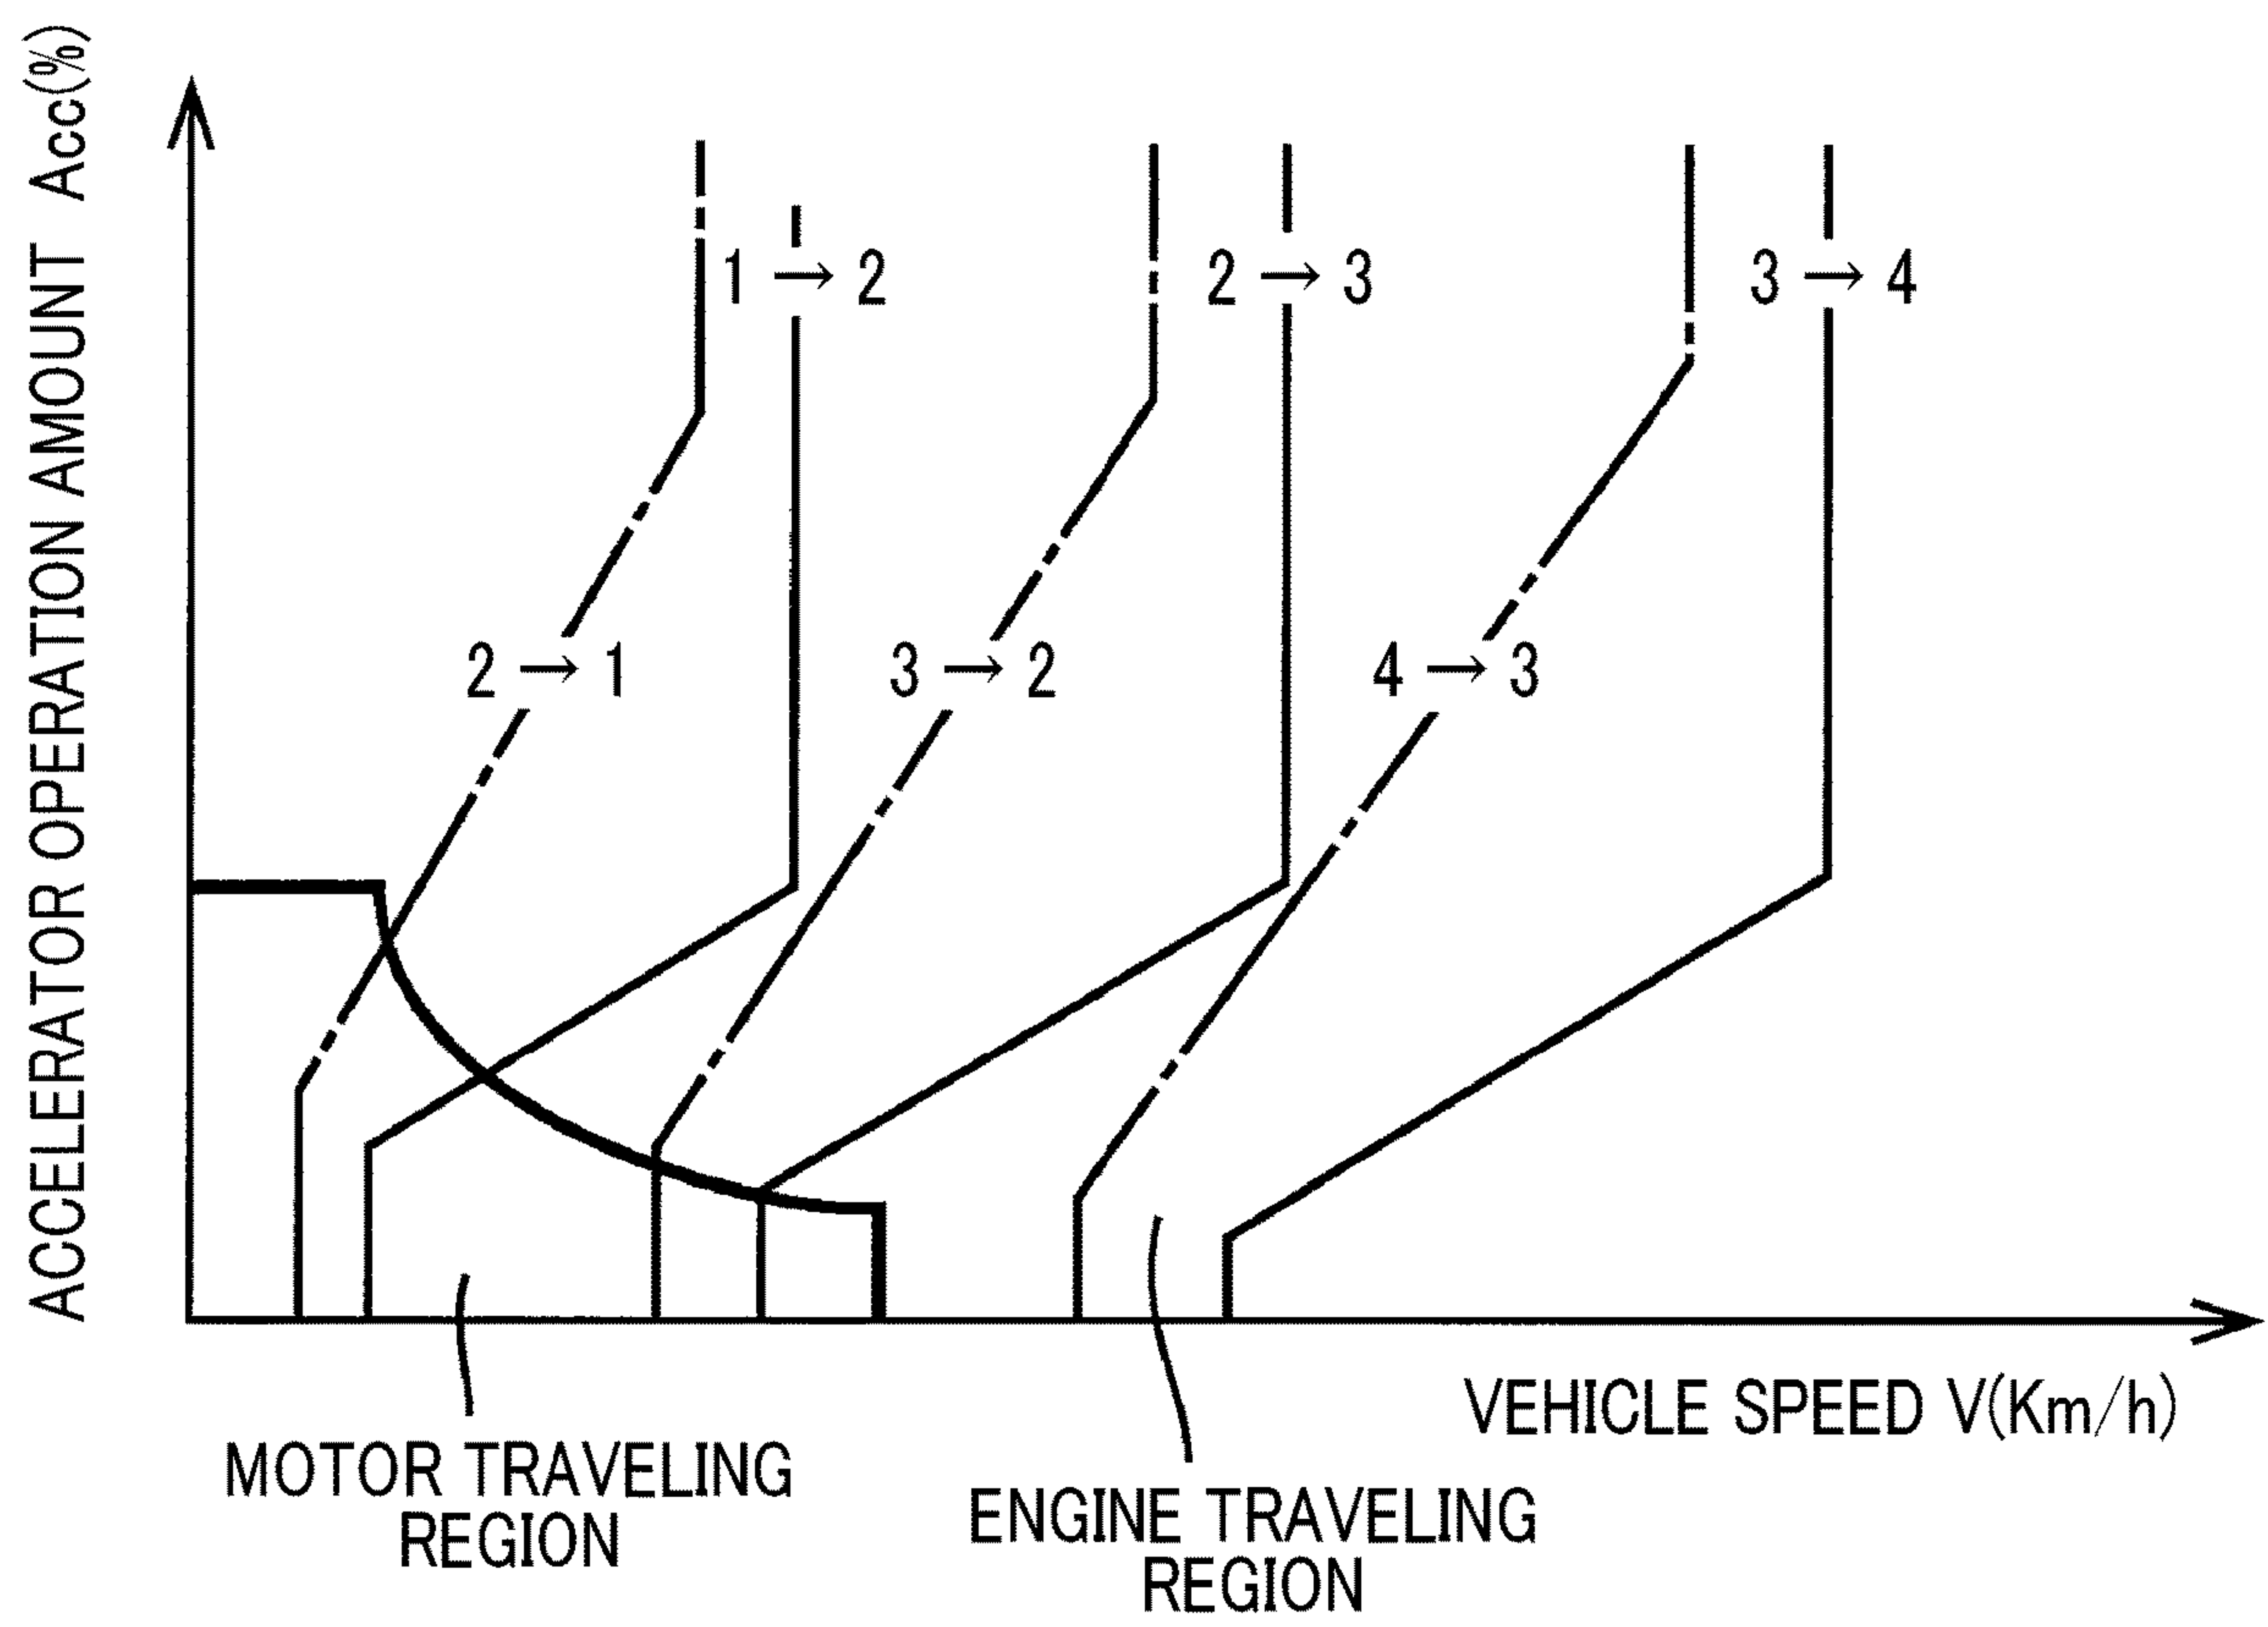 ACCELERATOR OPERATION AMOUNT Acc(%)
1 → 2
2 → 3
3 → 4
2 → 1
3 → 2
4 → 3
VEHICLE SPEED V(Km/h)
MOTOR TRAVELING
REGION
ENGINE TRAVELING
REGION